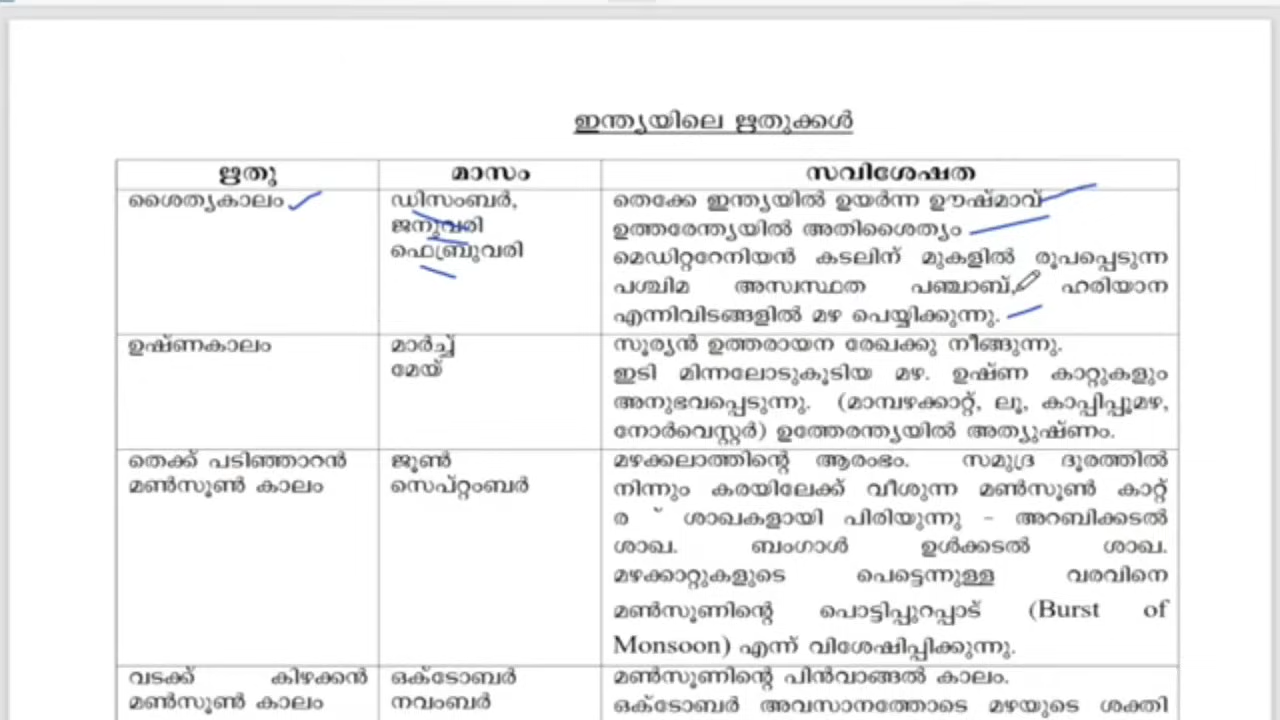 ഇന്ത്യയിലെ ഋതുക്കൾ
ഋതു
മാസം
സവിശേഷത
ശൈത്യകാലം
ഡിസംബർ,
ജനുവരി
ഫെബ്രുവരി
തെക്കേ ഇന്ത്യയിൽ ഉയർന്ന ഊഷ്മാവ്
ഉത്തരേന്ത്യയിൽ അതിശൈത്യം
മെഡിറ്ററേനിയൻ കടലിന് മുകളിൽ രൂപപ്പെടുന്ന
പശ്ചിമ അസ്വസ്ഥത പഞ്ചാബ്, ഹരിയാന
എന്നിവിടങ്ങളിൽ മഴ പെയ്യിക്കുന്നു.
ഉഷ്ണകാലം
മാർച്ച്
മേയ്
സൂര്യൻ ഉത്തരായന രേഖക്കു നീങ്ങുന്നു.
ഇടി മിന്നലോടുകൂടിയ മഴ. ഉഷ്ണ കാറ്റുകളും
അനുഭവപ്പെടുന്നു. (മാമ്പഴക്കാറ്റ്, ലൂ, കാപ്പിപ്പൂമഴ,
നോർവെസ്റ്റർ) ഉത്തേരന്ത്യയിൽ അത്യുഷ്ണം.
തെക്ക് പടിഞ്ഞാറൻ
മൺസൂൺ കാലം
ജൂൺ
സെപ്റ്റംബർ
മഴക്കലാത്തിന്റെ ആരംഭം. സമുദ്ര ദൂരത്തിൽ
നിന്നും കരയിലേക്ക് വീശുന്ന മൺസൂൺ കാറ്റ്
ര ് ശാഖകളായി പിരിയുന്നു - അറബിക്കടൽ
ശാഖ. ബംഗാൾ ഉൾക്കടൽ ശാഖ.
മഴക്കാറ്റുകളുടെ പെട്ടെന്നുള്ള വരവിനെ
മൺസൂണിന്റെ പൊട്ടിപ്പുറപ്പാട് (Burst of
Monsoon) എന്ന് വിശേഷിപ്പിക്കുന്നു.
വടക്ക് കിഴക്കൻ
മൺസൂൺ കാലം
ഒക്ടോബർ
നവംബർ
മൺസൂണിന്റെ പിൻവാങ്ങൽ കാലം.
ഒക്ടോബർ അവസാനത്തോടെ മഴയുടെ ശക്തി